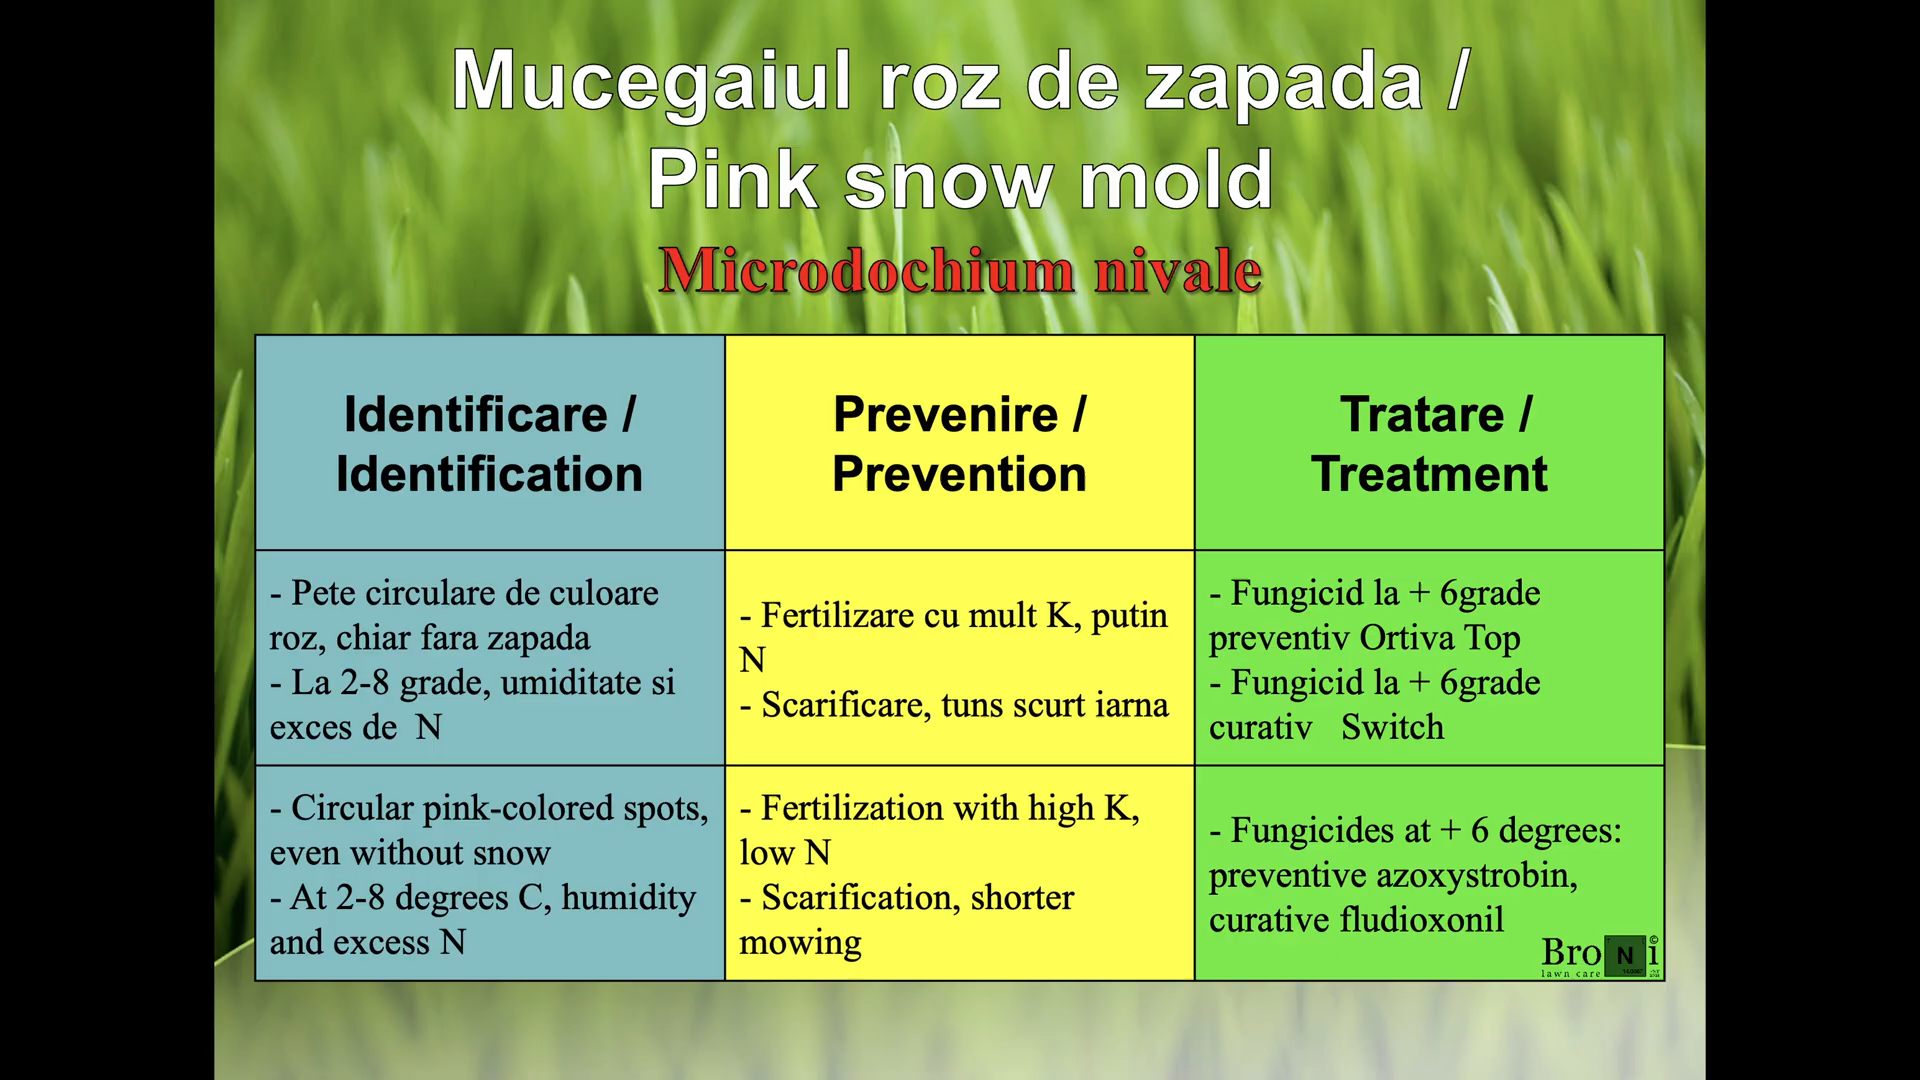 Mucegaiul roz de zapada /
Pink snow mold
Microdochium nivale
Identificare /
Identification
Prevenire /
Prevention
Tratare /
Treatment
- Pete circulare de culoare
roz, chiar fara zapada
- La 2-8 grade, umiditate si
exces de  N
- Fertilizare cu mult K, putin
N
- Scarificare, tuns scurt iarna
- Fungicid la + 6grade
preventiv Ortiva Top
- Fungicid la + 6grade
curativ   Switch
- Circular pink-colored spots,
even without snow
- At 2-8 degrees C, humidity
and excess N
- Fertilization with high K,
low N
- Scarification, shorter
mowing
- Fungicides at + 6 degrees:
preventive azoxystrobin,
curative fludioxonil
Bro N i ©
lawn care